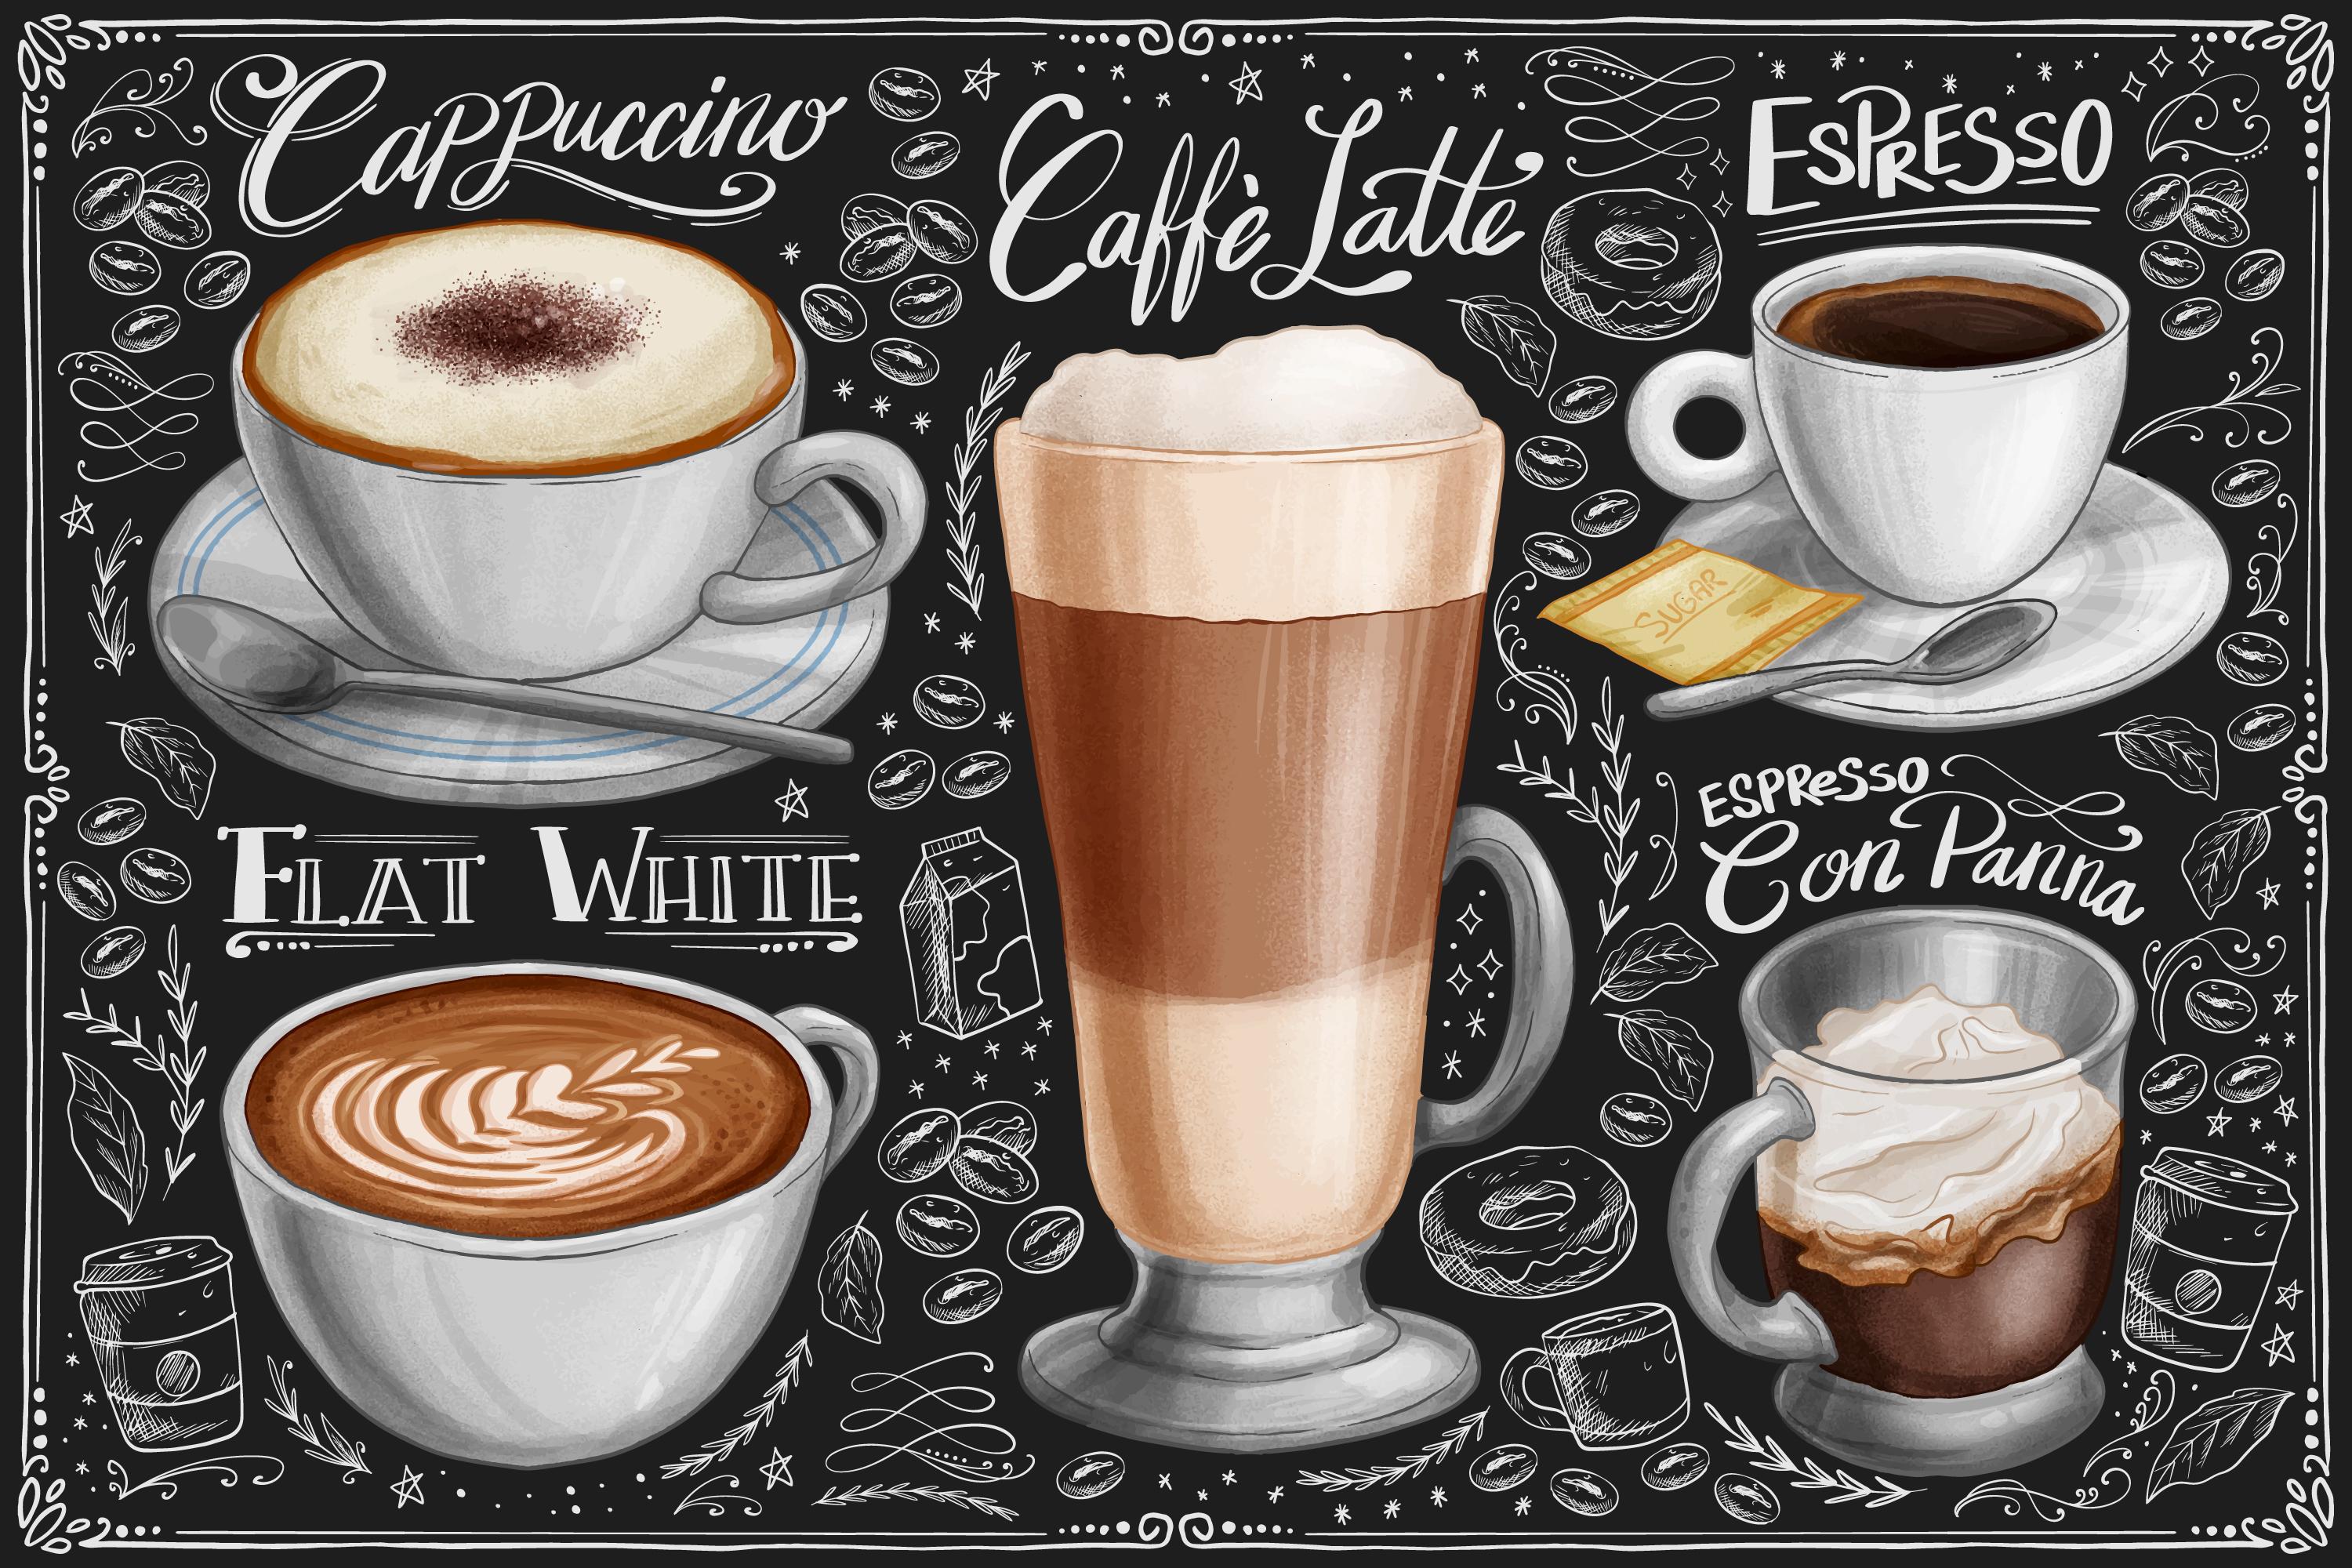 Cappuccino
Caffè Latte
ESPRESSO
SUGAR
FLAT WHITE
ESPResso
Con Panna